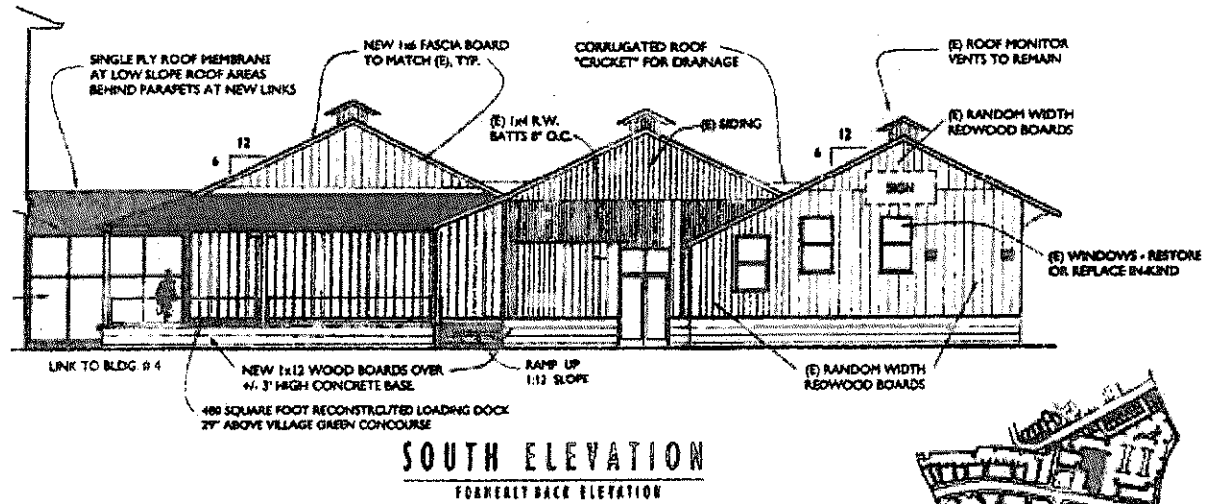 SINGLE PLY ROOF MEMBRANE
AT LOW SLOPE ROOF AREAS
BEHIND PARAPETS AT NEW LINKS
NEW 1x6 FASCIA BOARD
TO MATCH (E), TYP.
CORRUGATED ROOF
"CRICKET" FOR DRAINAGE
(E) ROOF MONITOR
VENTS TO REMAIN
(E) RANDOM WIDTH
REDWOOD BOARDS
(E) 1x4 R.W.
BATTS 8" O.C.
(E) SIDING
12
6
12
6
SIGN
(E) WINDOWS - RESTORE
OR REPLACE IN-KIND
LINK TO BLDG. # 4
NEW 1x12 WOOD BOARDS OVER
+/- 3' HIGH CONCRETE BASE
RAMP UP
1:12 SLOPE
(E) RANDOM WIDTH
REDWOOD BOARDS
480 SQUARE FOOT RECONSTRCUTED LOADING DOCK
29" ABOVE VILLAGE GREEN CONCOURSE
SOUTH ELEVATION
FORMERLY BACK ELEVATION